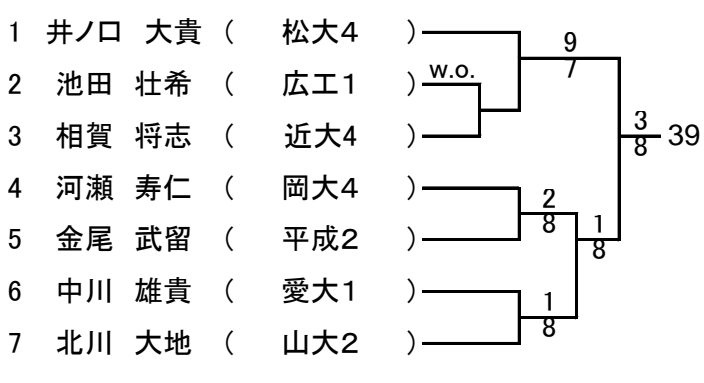 1 井ノ口 大貴 ( 松大4 )
9
7
2 池田 壮希 ( 広工1 ) w.o.
3 相賀 将志 ( 近大4 )
3
8
39
4 河瀬 寿仁 ( 岡大4 )
2
8
5 金尾 武留 ( 平成2 )
1
8
6 中川 雄貴 ( 愛大1 )
1
8
7 北川 大地 ( 山大2 )